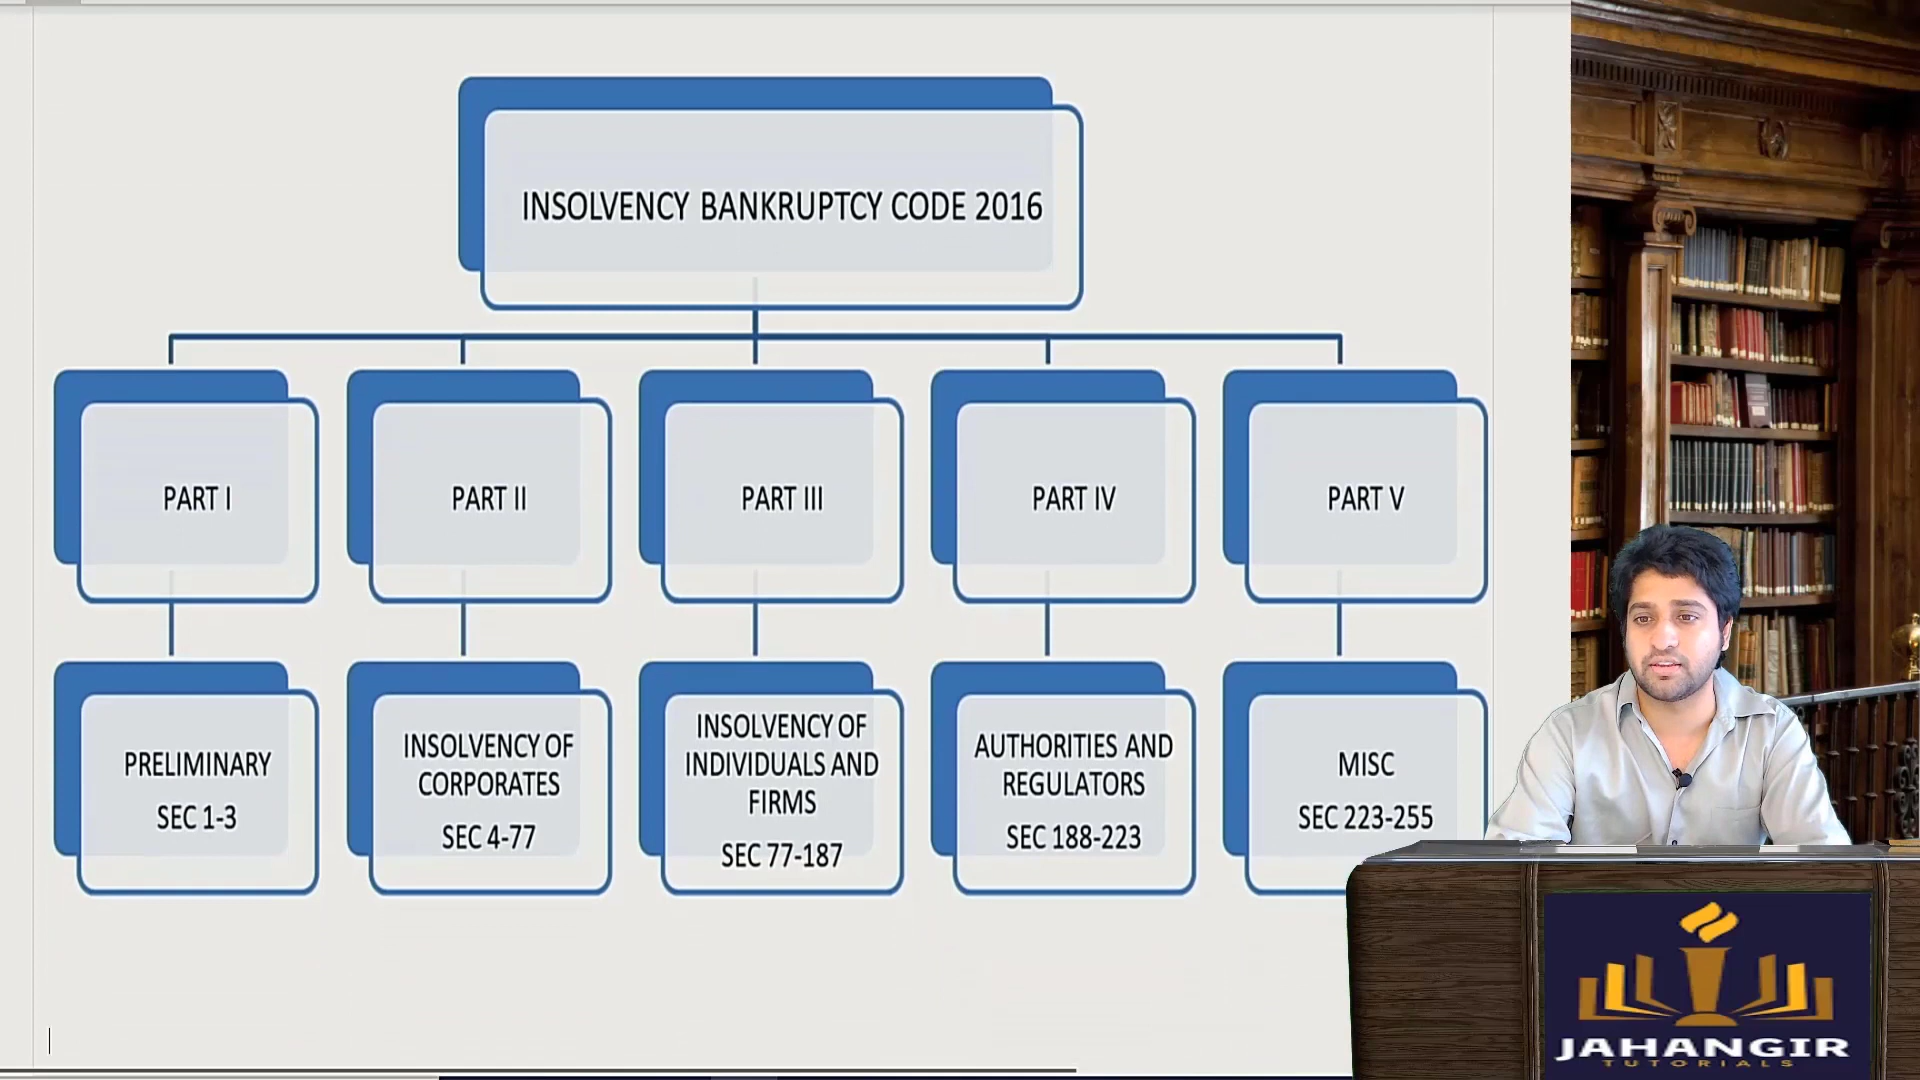 INSOLVENCY BANKRUPTCY CODE 2016
PART I
PART II
PART III
PART IV
PART V
PRELIMINARY
SEC 1-3
INSOLVENCY OF
CORPORATES
SEC 4-77
INSOLVENCY OF
INDIVIDUALS AND
FIRMS
SEC 77-187
AUTHORITIES AND
REGULATORS
SEC 188-223
MISC
SEC 223-255
JAHANGIR
TUTORIALS